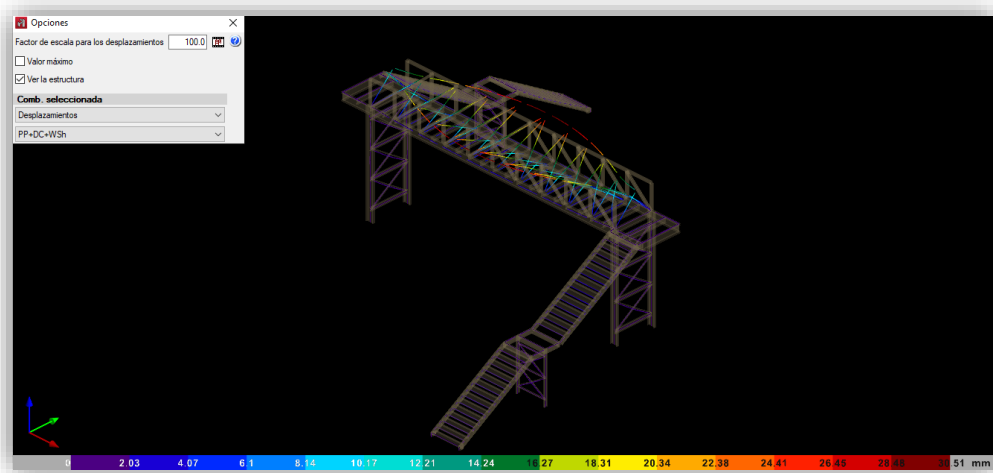 Opciones
Factor de escala para los desplazamientos 100.0
Valor máximo
Ver la estructura
Comb. seleccionada
Desplazamientos
PP+DC+WSh
0 2.03 4.07 6.1 8.14 10.17 12.21 14.24 16.27 18.31 20.34 22.38 24.41 26.45 28.48 30.51 mm